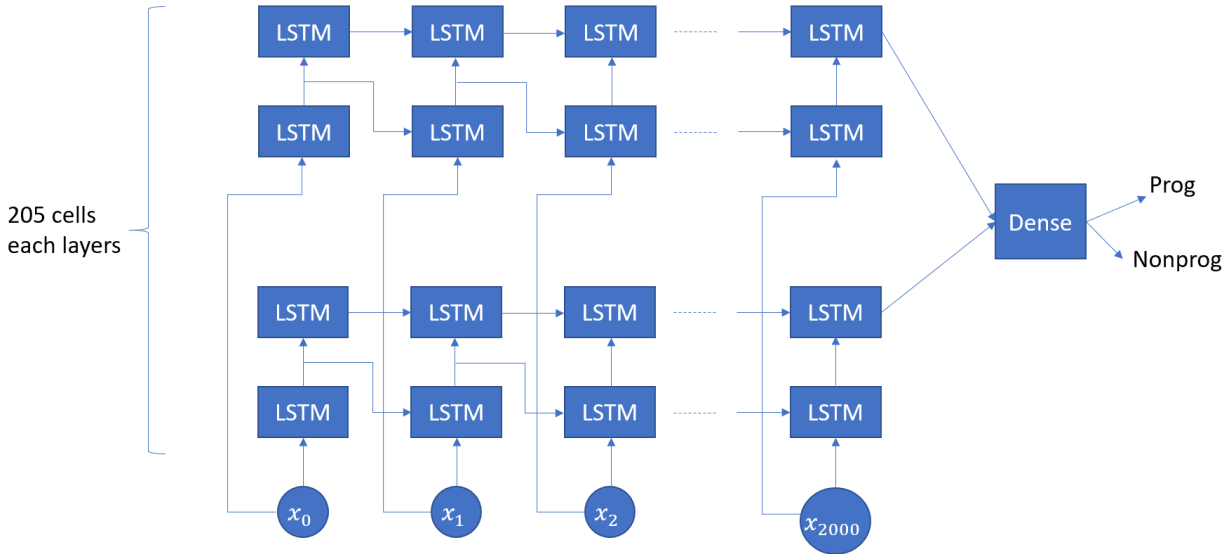 LSTM LSTM LSTM LSTM
LSTM LSTM LSTM LSTM
205 cells
each layers
Dense
Prog
Nonprog
LSTM LSTM LSTM LSTM
LSTM LSTM LSTM LSTM
x₀ x₁ x₂ x₂₀₀₀